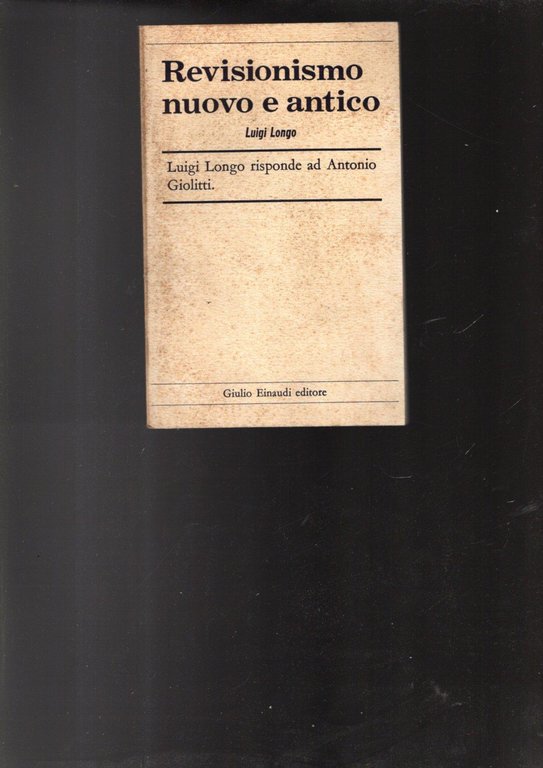 Revisionismo
nuovo e antico
Luigi Longo
Luigi Longo risponde ad Antonio
Giolitti.
Giulio Einaudi editore